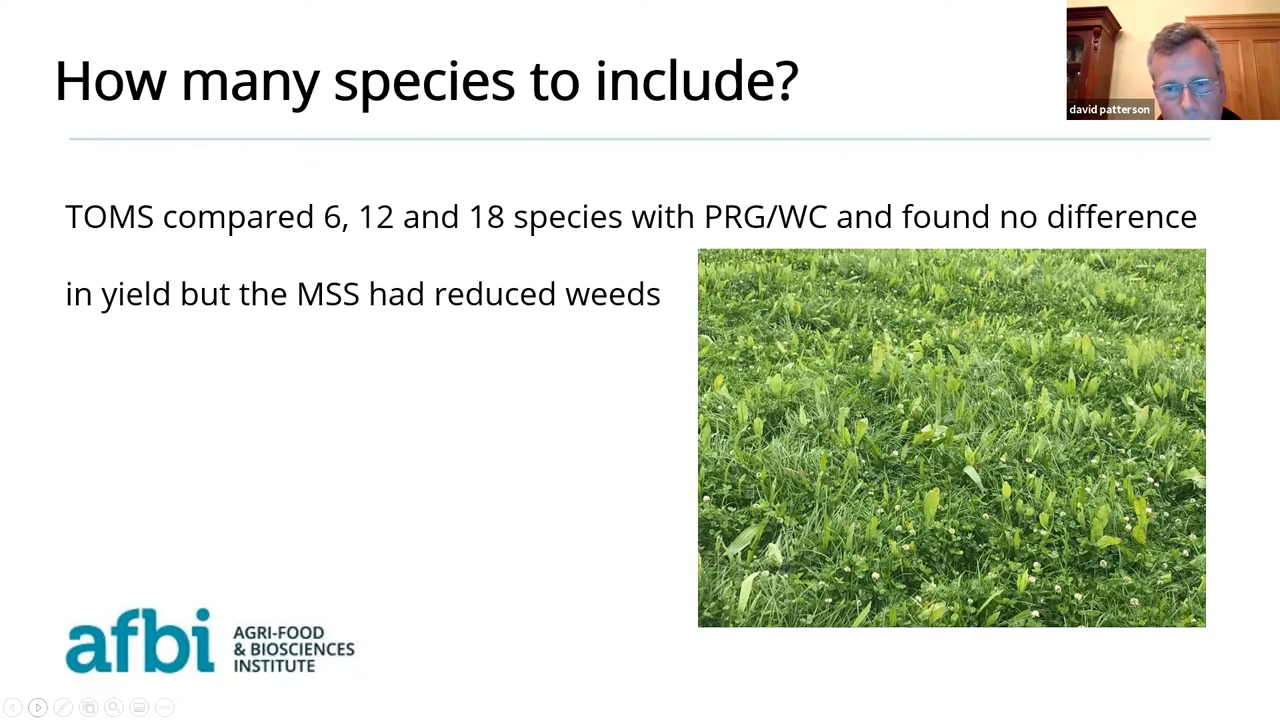 How many species to include?
david patterson
TOMS compared 6, 12 and 18 species with PRG/WC and found no difference
in yield but the MSS had reduced weeds
afbi
AGRI-FOOD
& BIOSCIENCES
INSTITUTE